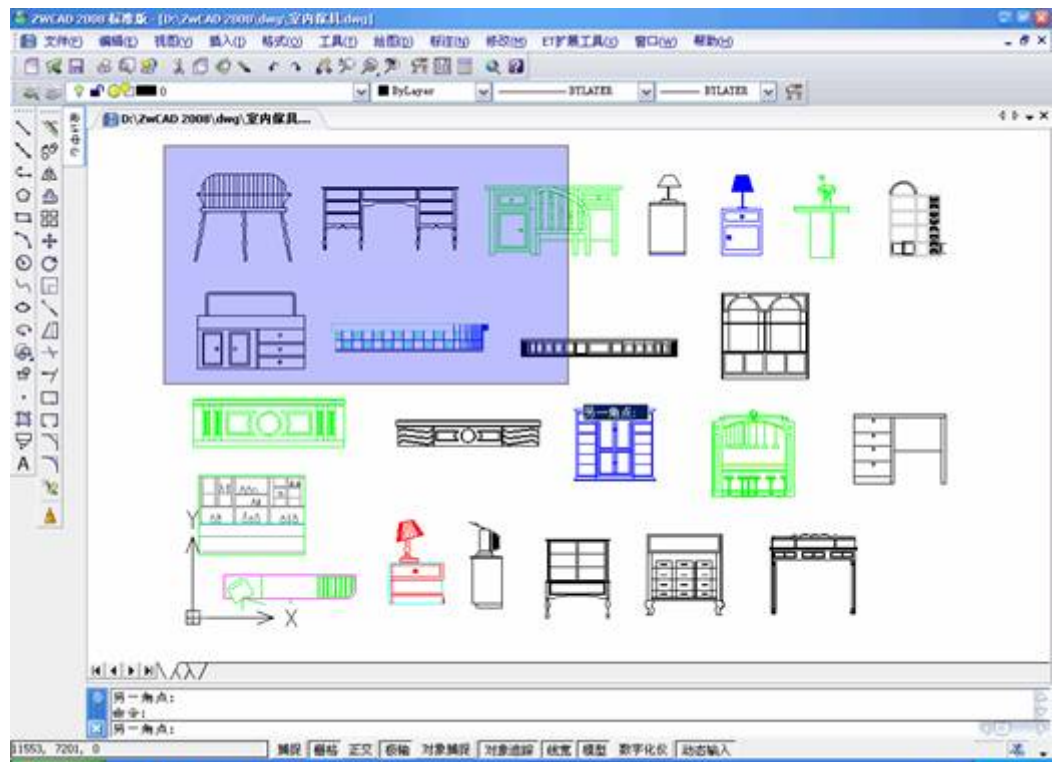 ZWCAD 2008 标准版 - [D:\ZwCAD 2008\dwg\室内傢具.dwg]
文件(F) 编辑(E) 视图(V) 插入(I) 格式(O) 工具(T) 绘图(D) 标注(N) 修改(M) ET扩展工具(X) 窗口(W) 帮助(H)
0 ByLayer BYLAYER BYLAYER
D:\ZwCAD 2008\dwg\室内傢具...
另一角点:
Y
X
A
另一角点:
命令:
另一角点:
11553, 7201, 0 捕捉 栅格 正交 极轴 对象捕捉 对象追踪 线宽 模型 数字化仪 动态输入